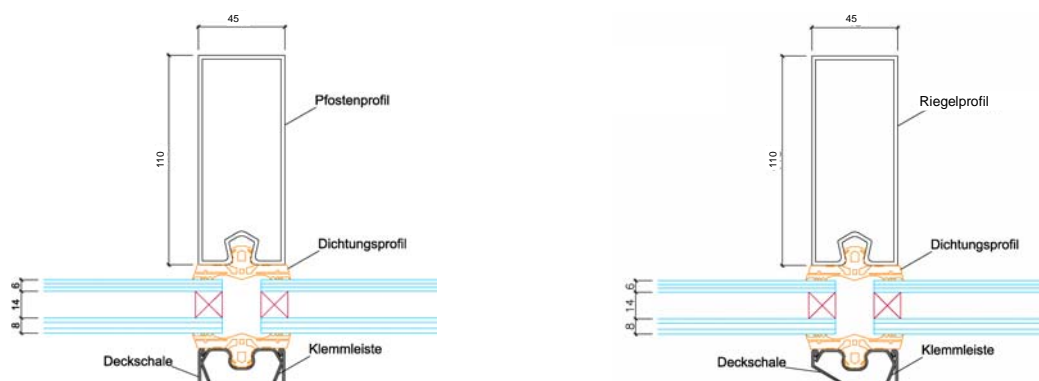 45
Pfostenprofil
110
Dichtungsprofil
6
14
8
Klemmleiste
Deckschale
45
Riegelprofil
110
Dichtungsprofil
6
14
8
Klemmleiste
Deckschale